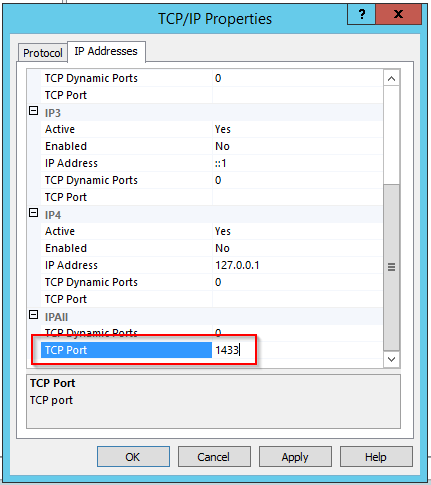 TCP/IP Properties
? x
Protocol IP Addresses
TCP Dynamic Ports 0
TCP Port
IP3
Active Yes
Enabled No
IP Address ::1
TCP Dynamic Ports 0
TCP Port
IP4
Active Yes
Enabled No
IP Address 127.0.0.1
TCP Dynamic Ports 0
TCP Port
IPAll
TCP Dynamic Ports 0
TCP Port 1433
TCP Port
TCP port
OK Cancel Apply Help